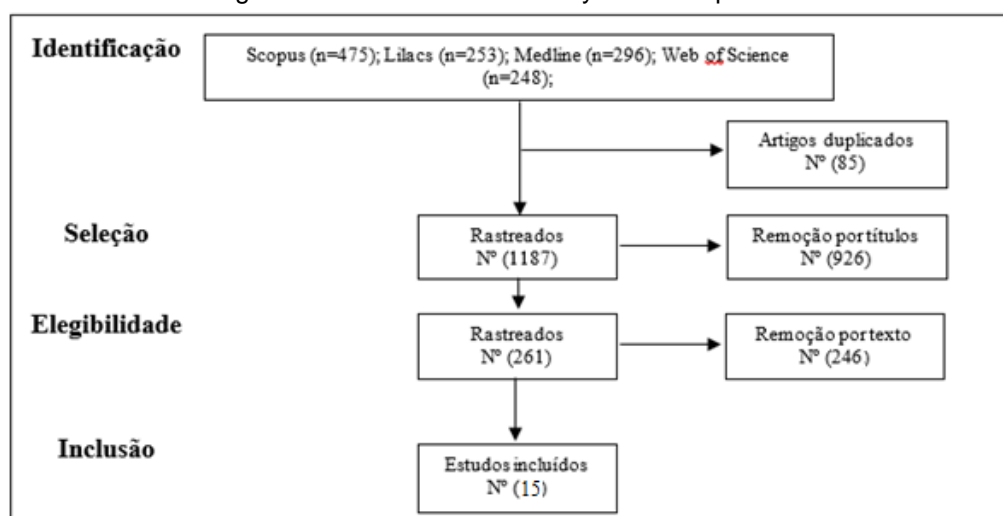 Identificação
Scopus (n=475); Lilacs (n=253); Medline (n=296); Web of Science
(n=248);
Artigos duplicados
Nº (85)
Seleção
Rastreados
Nº (1187)
Remoção por títulos
Nº (926)
Elegibilidade
Rastreados
Nº (261)
Remoção por texto
Nº (246)
Inclusão
Estudos incluídos
Nº (15)